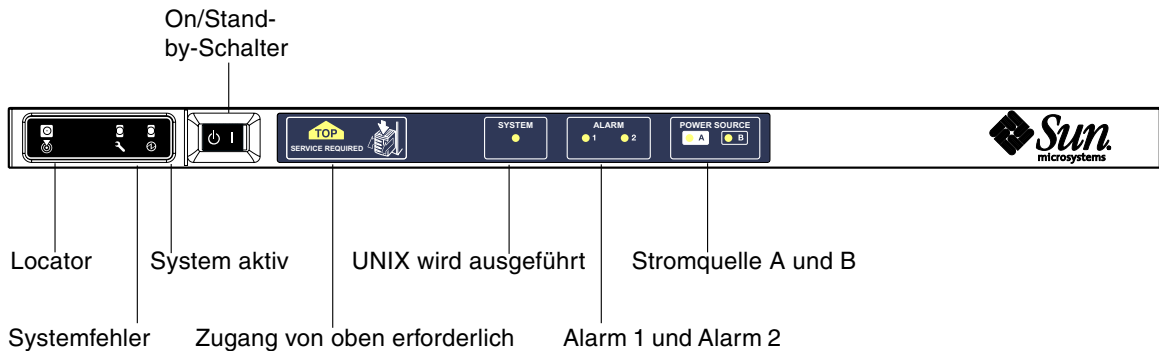 On/Stand-
by-Schalter
TOP
SERVICE REQUIRED
SYSTEM
ALARM
1 2
POWER SOURCE
A B
Sun
microsystems
Locator System aktiv UNIX wird ausgeführt Stromquelle A und B
Systemfehler Zugang von oben erforderlich Alarm 1 und Alarm 2